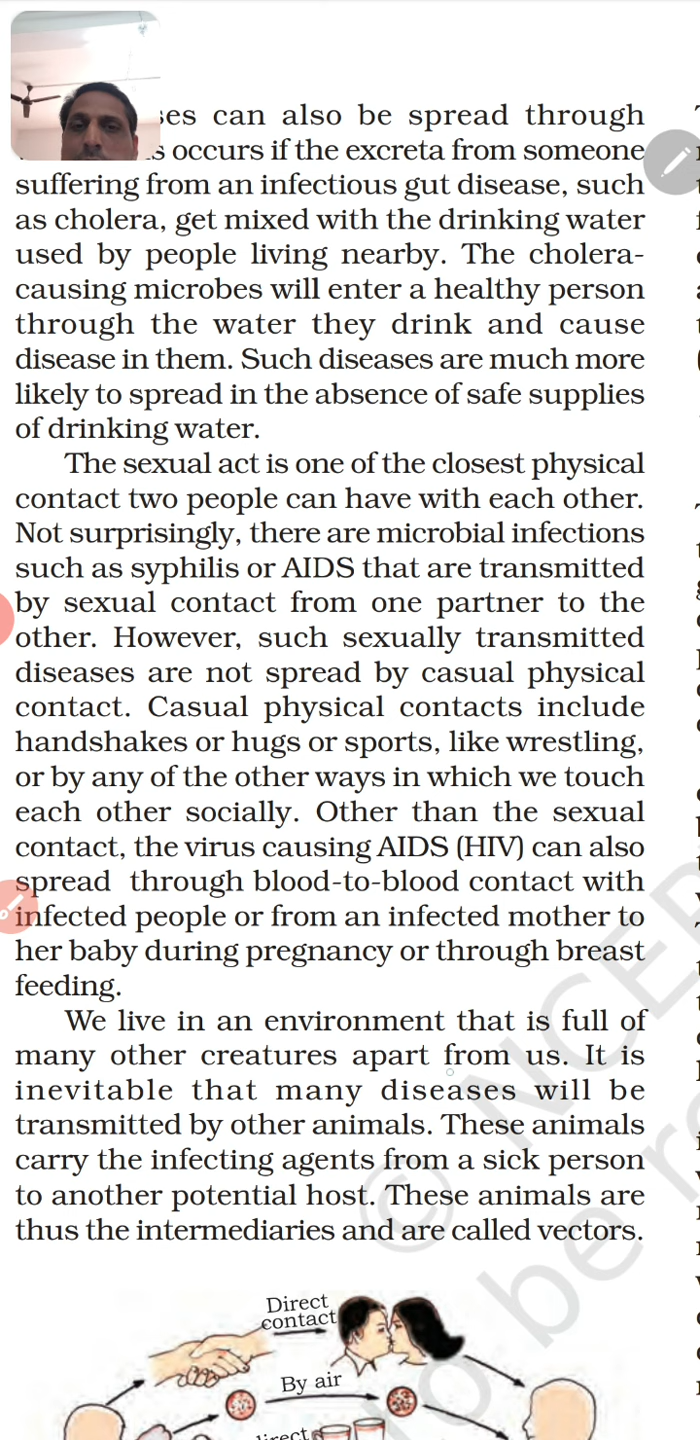 ses can also be spread through
s occurs if the excreta from someone
suffering from an infectious gut disease, such
as cholera, get mixed with the drinking water
used by people living nearby. The cholera-
causing microbes will enter a healthy person
through the water they drink and cause
disease in them. Such diseases are much more
likely to spread in the absence of safe supplies
of drinking water.
The sexual act is one of the closest physical
contact two people can have with each other.
Not surprisingly, there are microbial infections
such as syphilis or AIDS that are transmitted
by sexual contact from one partner to the
other. However, such sexually transmitted
diseases are not spread by casual physical
contact. Casual physical contacts include
handshakes or hugs or sports, like wrestling,
or by any of the other ways in which we touch
each other socially. Other than the sexual
contact, the virus causing AIDS (HIV) can also
spread through blood-to-blood contact with
infected people or from an infected mother to
her baby during pregnancy or through breast
feeding.
We live in an environment that is full of
many other creatures apart from us. It is
inevitable that many diseases will be
transmitted by other animals. These animals
carry the infecting agents from a sick person
to another potential host. These animals are
thus the intermediaries and are called vectors.
Direct
contact
By air
© NCER
o be re